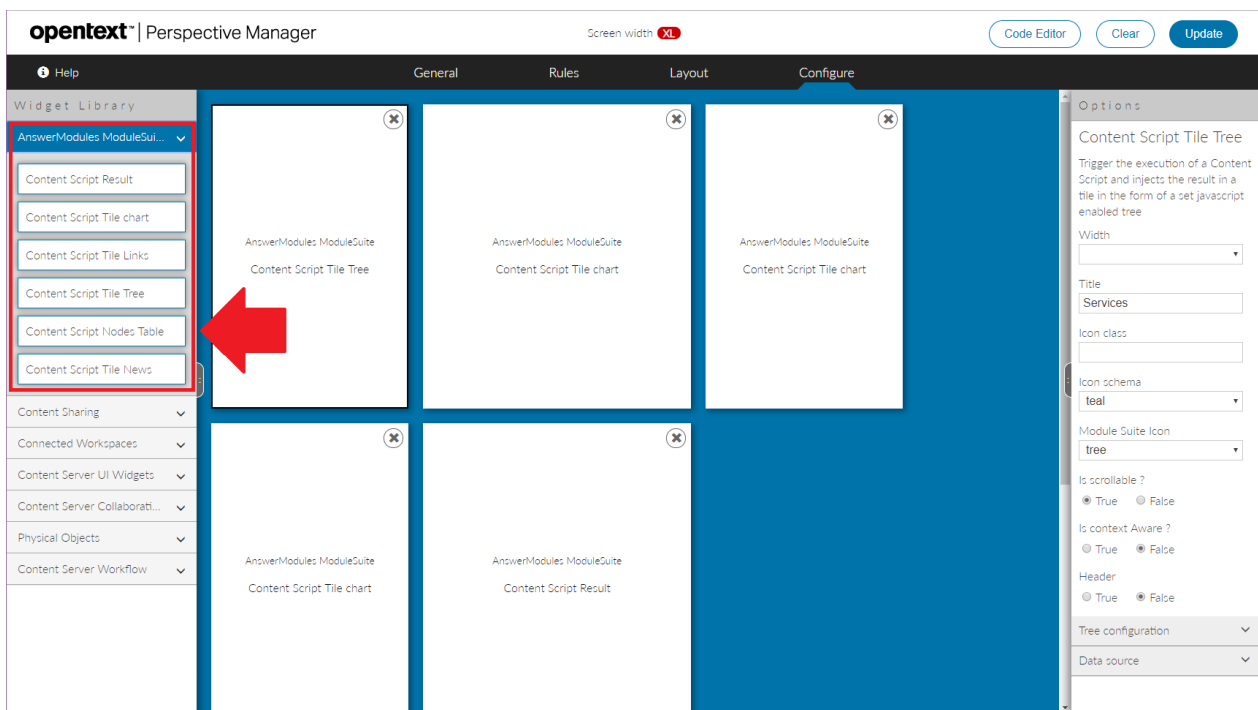 opentext™ | Perspective Manager
Screen width XL
Code Editor
Clear
Update
Help
General
Rules
Layout
Configure
Widget Library
AnswerModules ModuleSui...
Content Script Result
Content Script Tile chart
Content Script Tile Links
Content Script Tile Tree
Content Script Nodes Table
Content Script Tile News
Content Sharing
Connected Workspaces
Content Server UI Widgets
Content Server Collaborati...
Physical Objects
Content Server Workflow
AnswerModules ModuleSuite
Content Script Tile Tree
AnswerModules ModuleSuite
Content Script Tile chart
AnswerModules ModuleSuite
Content Script Tile chart
AnswerModules ModuleSuite
Content Script Tile chart
AnswerModules ModuleSuite
Content Script Result
Options
Content Script Tile Tree
Trigger the execution of a Content
Script and injects the result in a
tile in the form of a set javascript
enabled tree
Width
Title
Services
Icon class
Icon schema
teal
Module Suite Icon
tree
Is scrollable ?
True False
Is context Aware ?
True False
Header
True False
Tree configuration
Data source